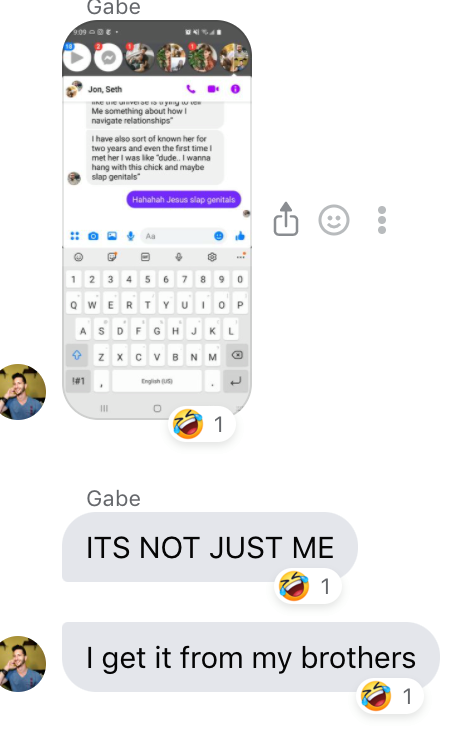 Gabe
9:09
18
2
1
1
Jon, Seth
like the universe is trying to tell
Me something about how I
navigate relationships"
I have also sort of known her for
two years and even the first time I
met her I was like "dude.. I wanna
hang with this chick and maybe
slap genitals"
Hahahah Jesus slap genitals
Aa
1 2 3 4 5 6 7 8 9 0
Q W E R T Y U I O P
A S D F G H J K L
Z X C V B N M
!#1 , English (US) .
1
Gabe
ITS NOT JUST ME
1
I get it from my brothers
1